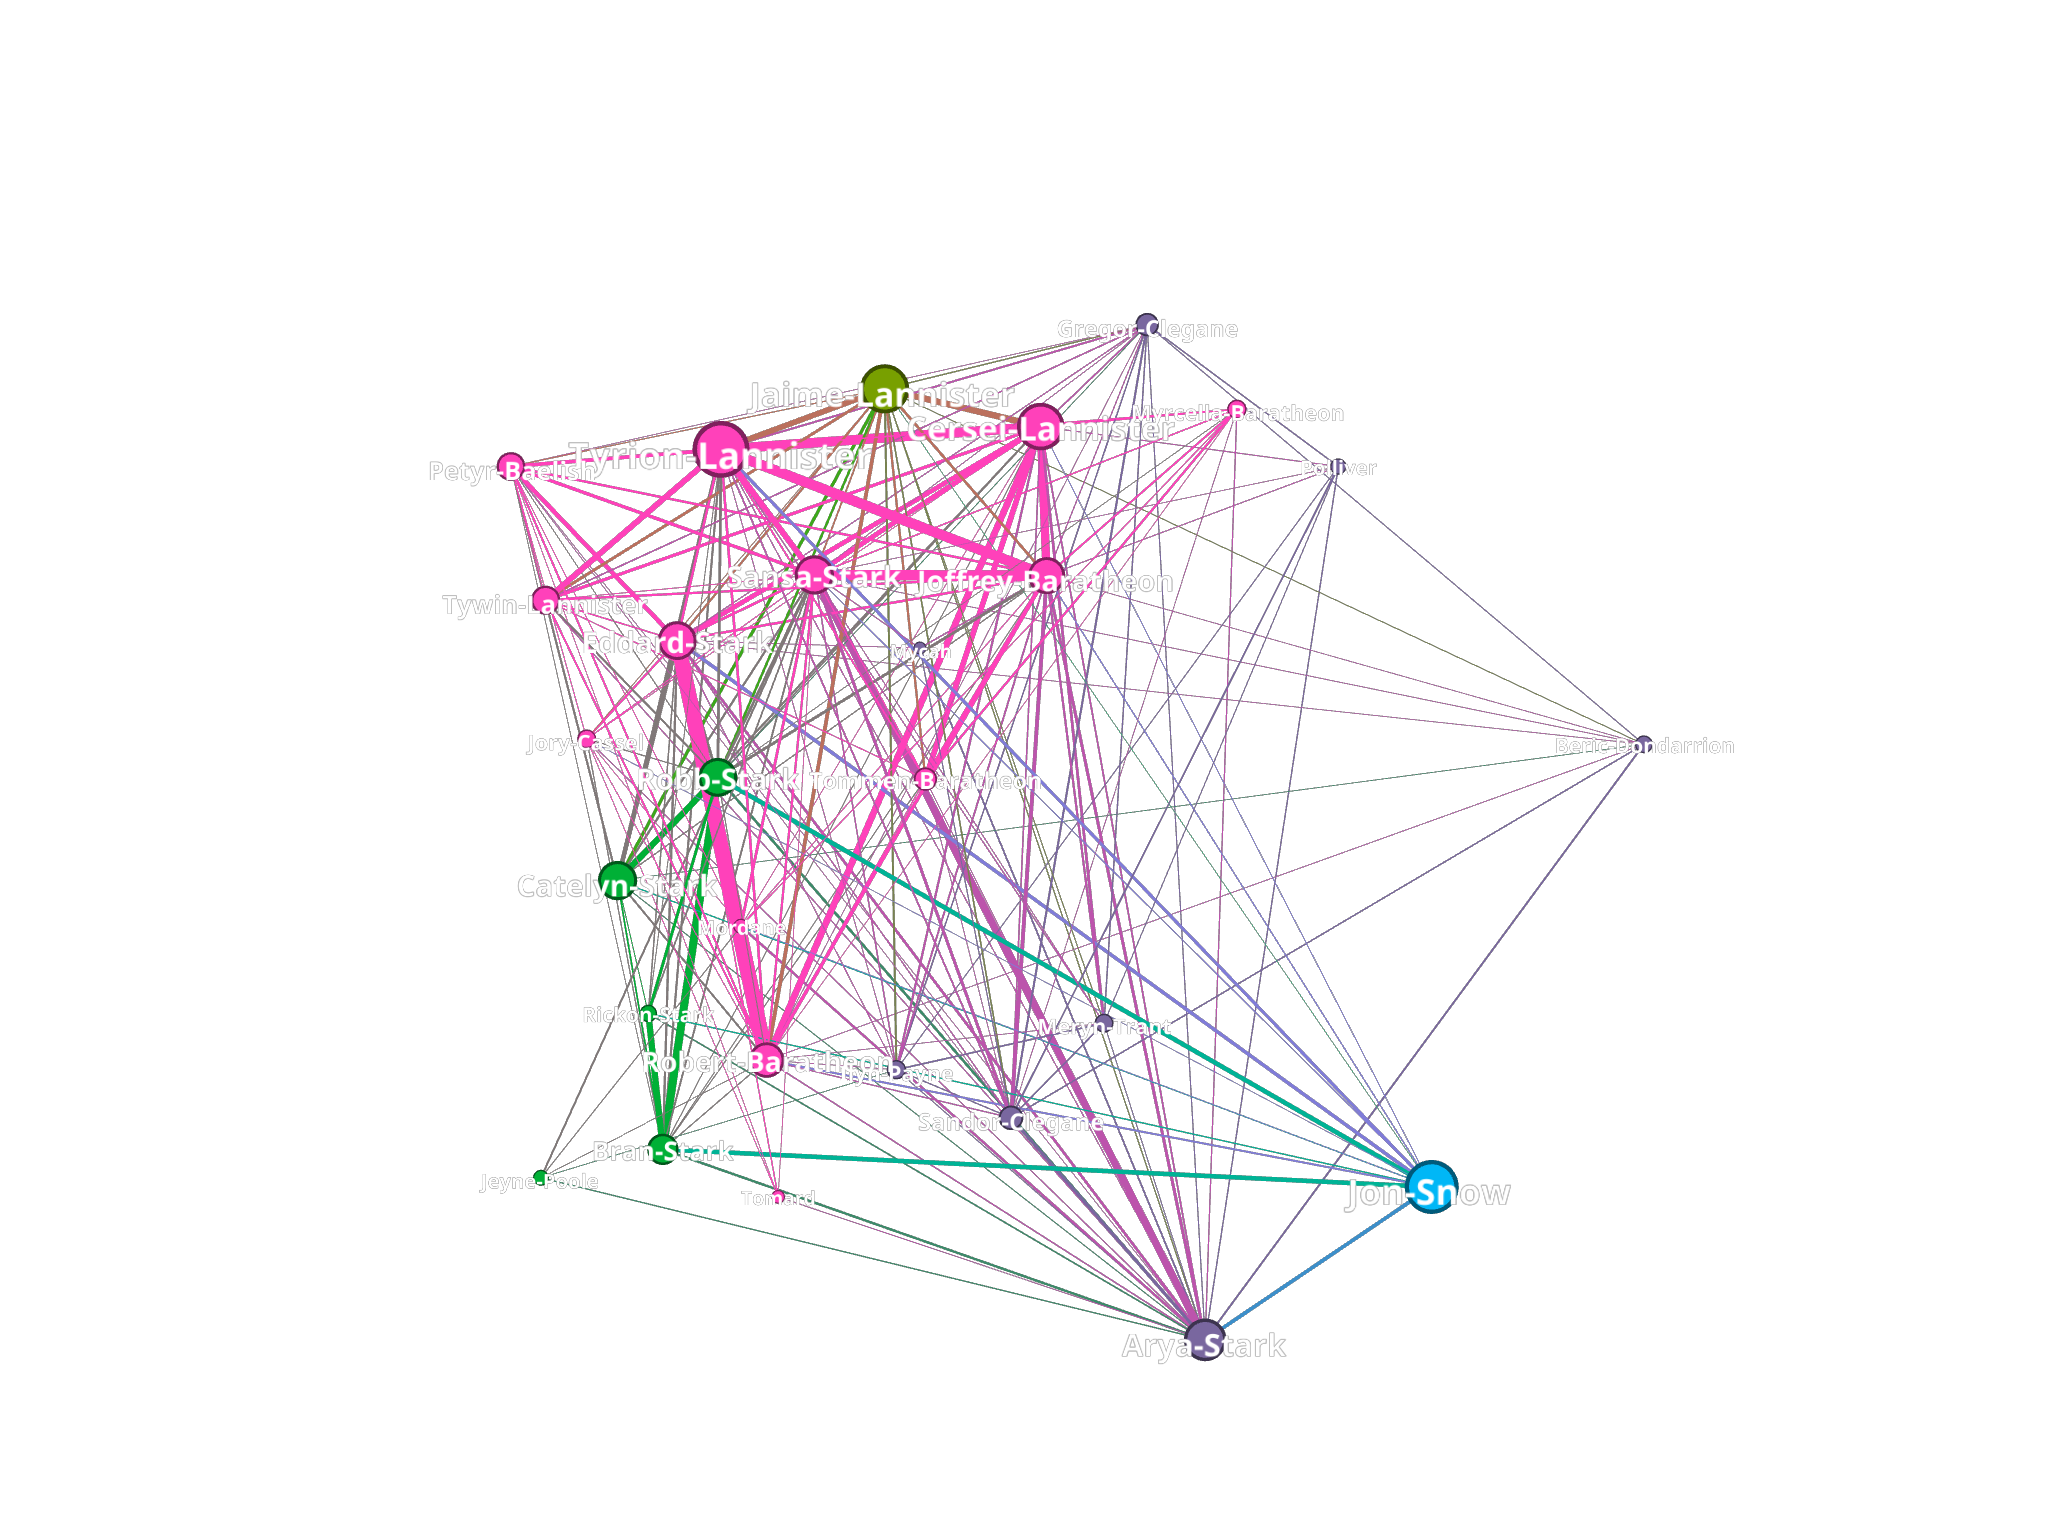 Gregor-Clegane
Jaime-Lannister
Myrcella-Baratheon
Cersei-Lannister
Tyrion-Lannister
Petyr-Baelish
Polliver
Sansa-Stark
Joffrey-Baratheon
Tywin-Lannister
Eddard-Stark
Mycah
Jory-Cassel
Beric-Dondarrion
Robb-Stark
Tommen-Baratheon
Catelyn-Stark
Mordane
Rickon-Stark
Meryn-Trant
Robert-Baratheon
Ilyn-Payne
Sandor-Clegane
Bran-Stark
Jeyne-Poole
Tomard
Jon-Snow
Arya-Stark